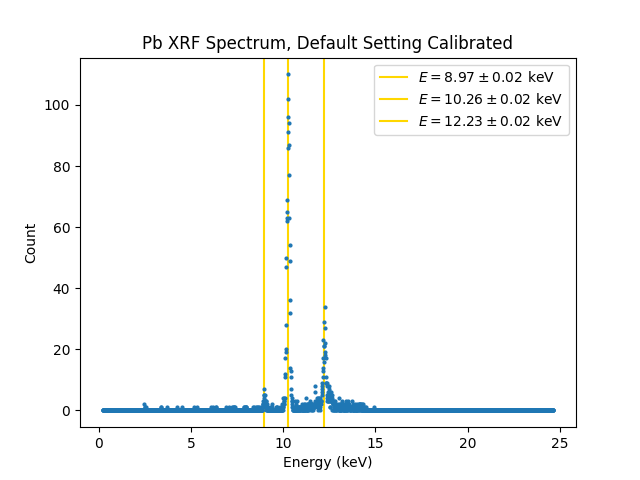 Pb XRF Spectrum, Default Setting Calibrated
E = 8.97 ± 0.02 keV
E = 10.26 ± 0.02 keV
E = 12.23 ± 0.02 keV
100
80
60
40
20
0
Count
0 5 10 15 20 25
Energy (keV)